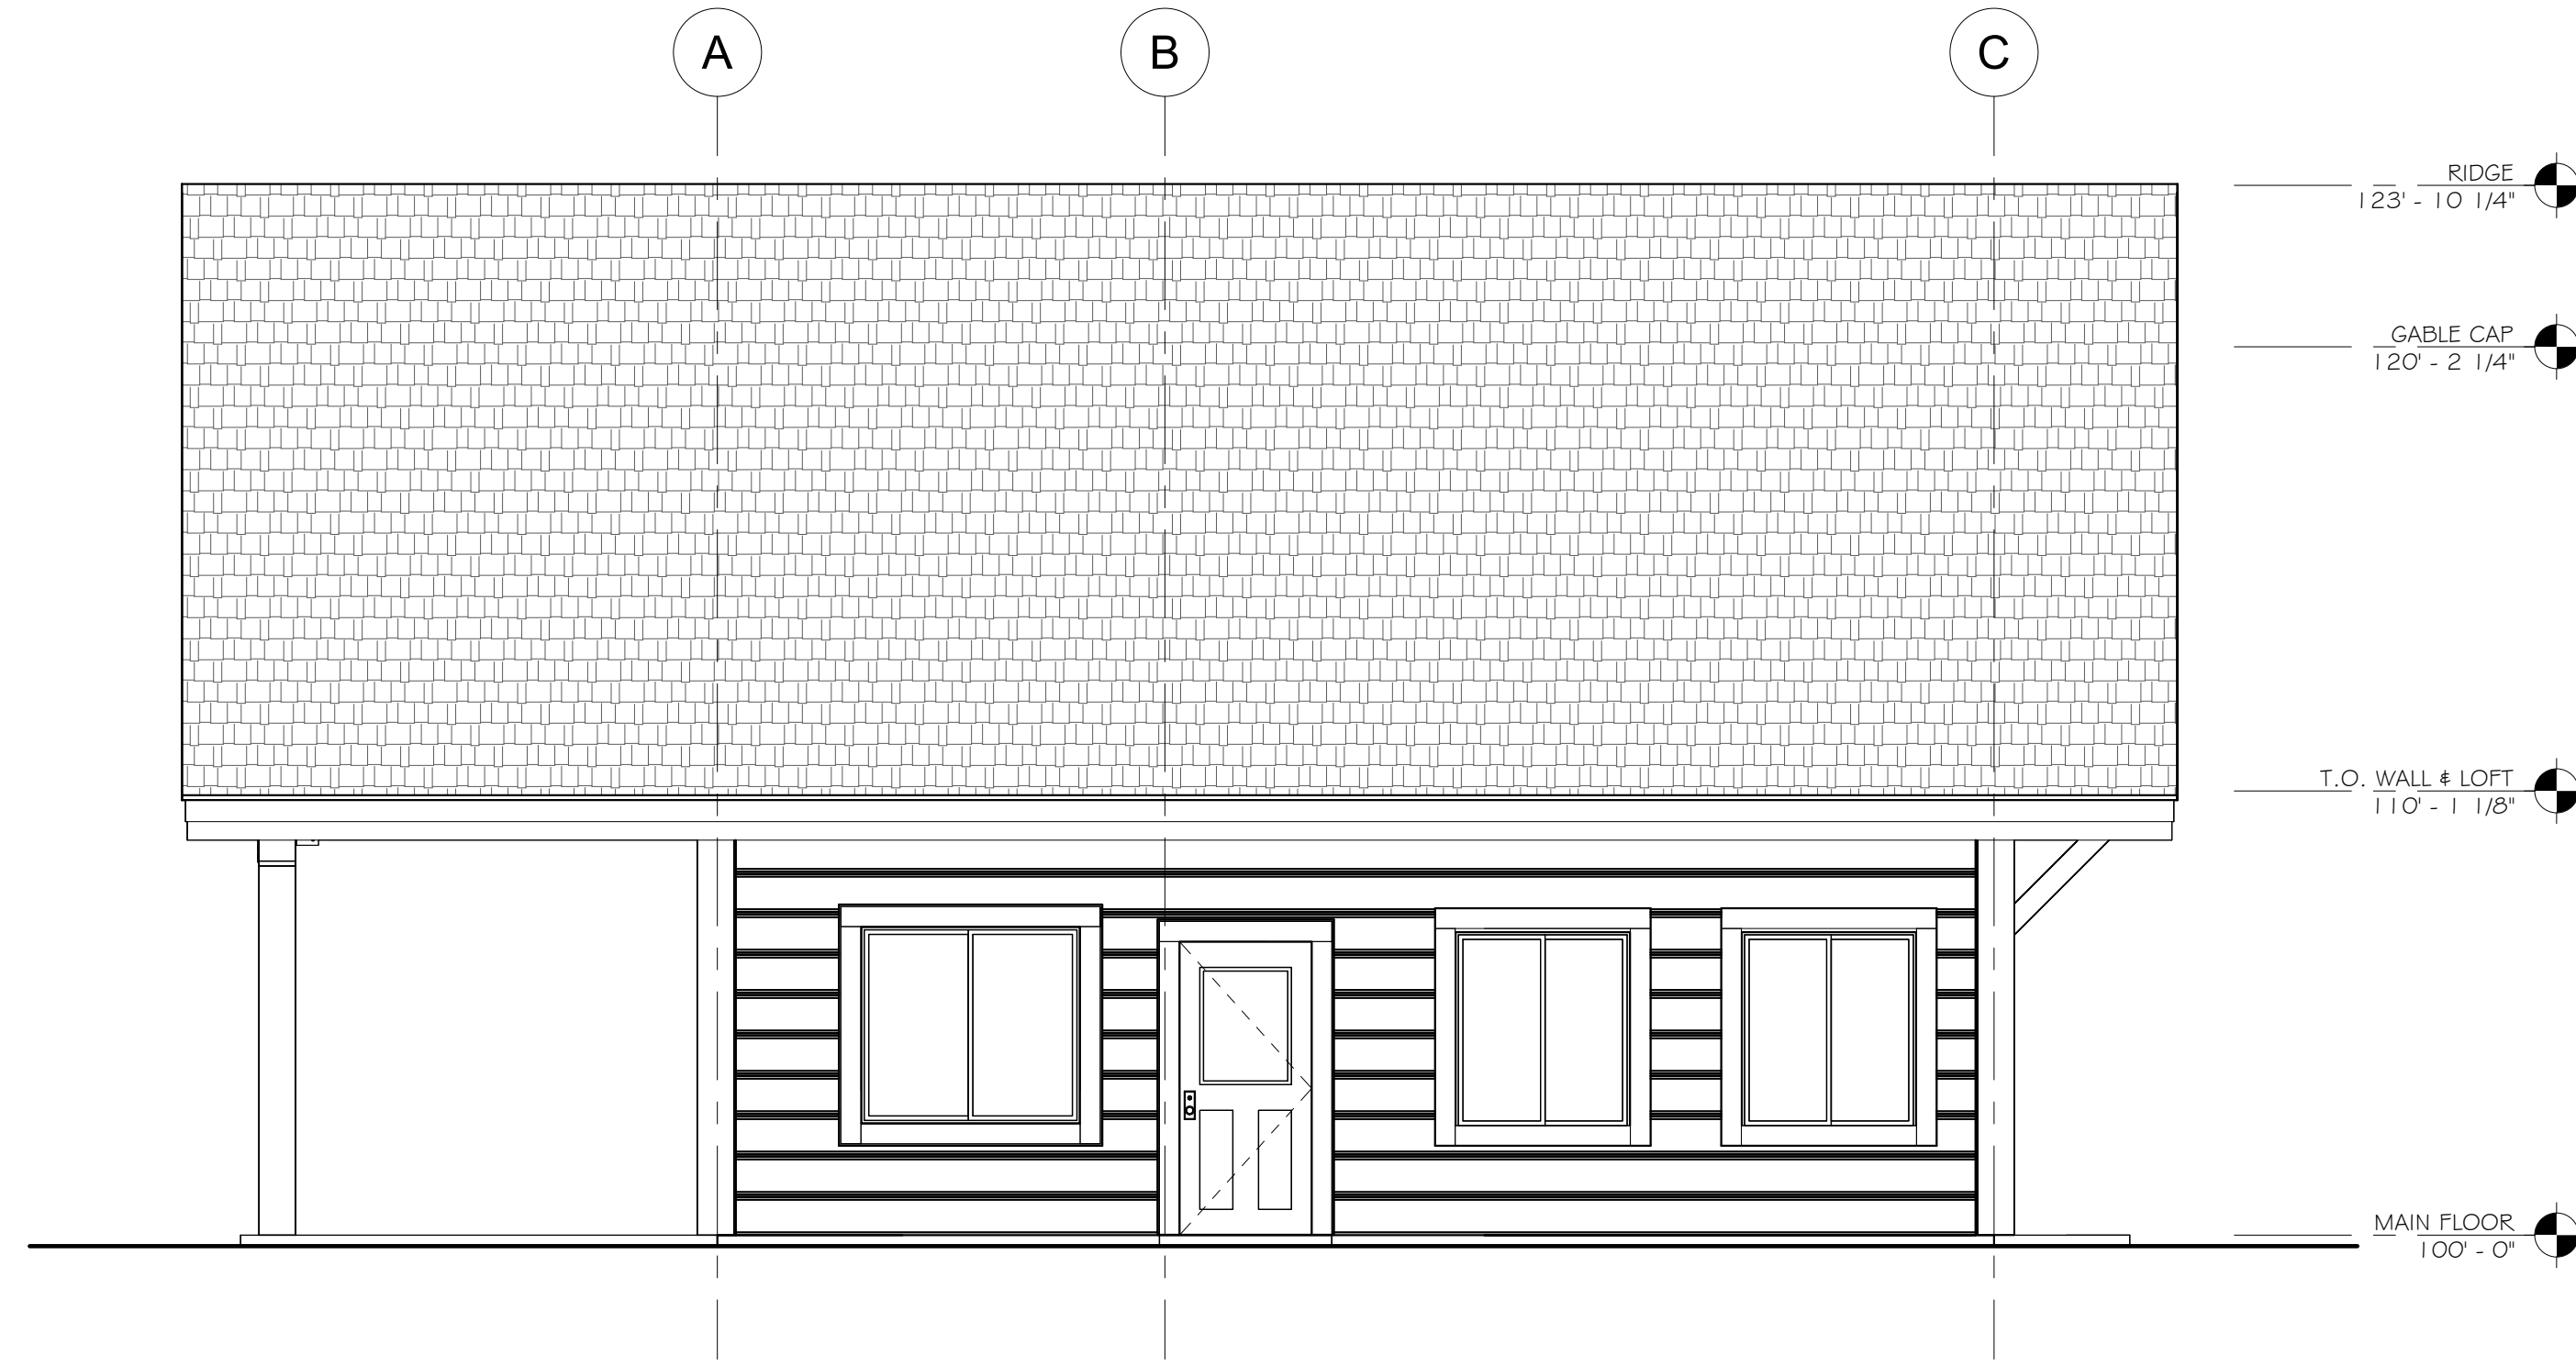 A
B
C
RIDGE
123' - 10 1/4"
GABLE CAP
120' - 2 1/4"
T.O. WALL & LOFT
110' - 1 1/8"
MAIN FLOOR
100' - 0"